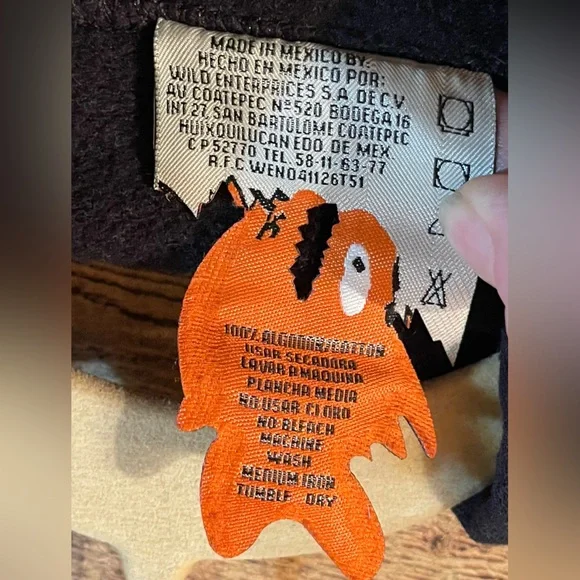 MADE IN MEXICO BY:
HECHO EN MEXICO POR:
WILD ENTERPRICES S.A DE C.V.
AV COATEPEC Nº520 BODEGA 16
INT 27 SAN BARTOLOME COATEPEC
HUIXQUILUCAN EDO DE MEX.
CP 52770 TEL. 58-11-63-77
R.F.C. WEN041126T51
100% ALGODON/COTTON
USAR SECADORA
LAVAR A MAQUINA
PLANCHA MEDIA
NO USAR CLORO
NO BLEACH
MACHINE
WASH
MEDIUM IRON
TUMBLE DRY